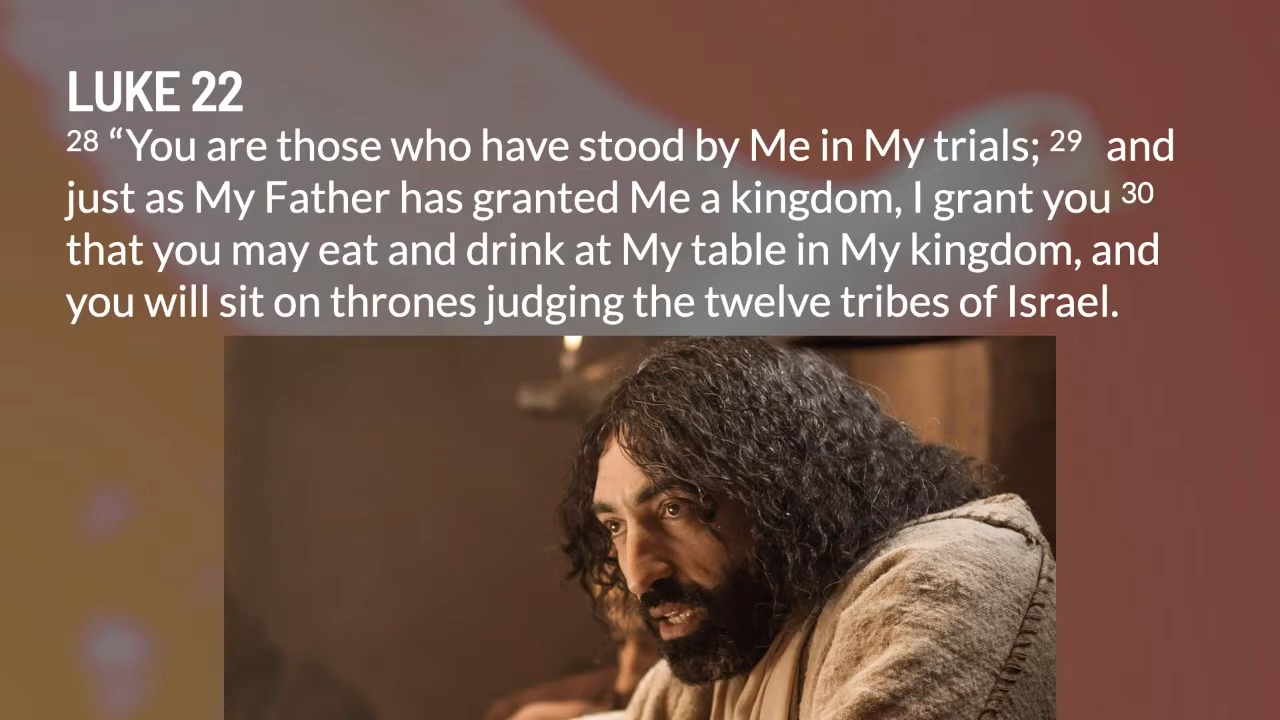 LUKE 22
28 “You are those who have stood by Me in My trials; 29 and
just as My Father has granted Me a kingdom, I grant you 30
that you may eat and drink at My table in My kingdom, and
you will sit on thrones judging the twelve tribes of Israel.